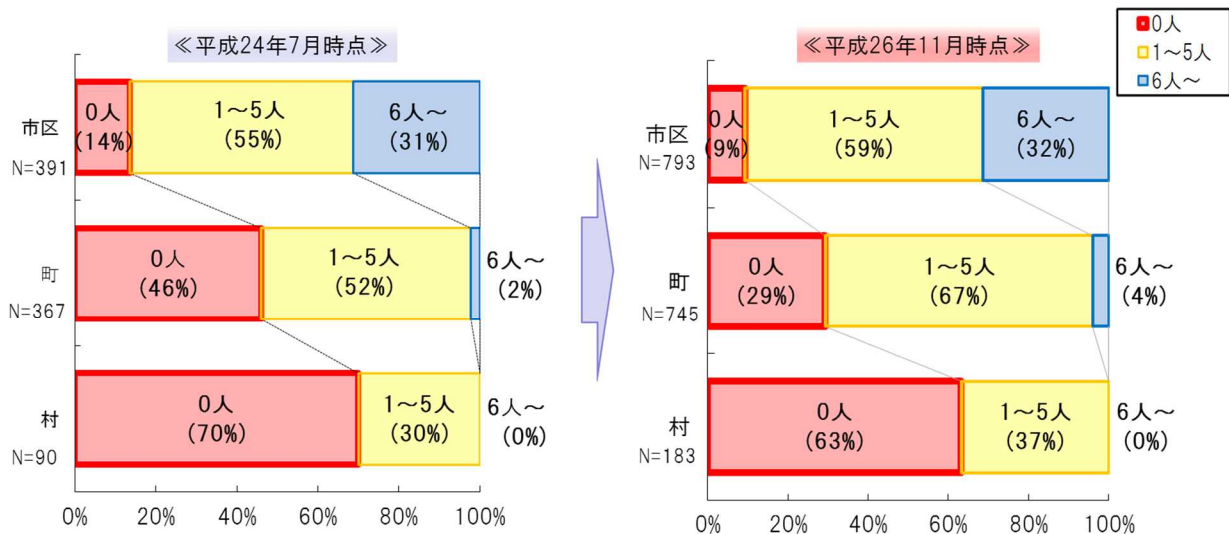 ≪平成24年7月時点≫
市区
N=391
0人
(14%)
1～5人
(55%)
6人～
(31%)
町
N=367
0人
(46%)
1～5人
(52%)
6人～
(2%)
村
N=90
0人
(70%)
1～5人
(30%)
6人～
(0%)
0%
20%
40%
60%
80%
100%
≪平成26年11月時点≫
0人
1～5人
6人～
市区
N=793
0人
(9%)
1～5人
(59%)
6人～
(32%)
町
N=745
0人
(29%)
1～5人
(67%)
6人～
(4%)
村
N=183
0人
(63%)
1～5人
(37%)
6人～
(0%)
0%
20%
40%
60%
80%
100%